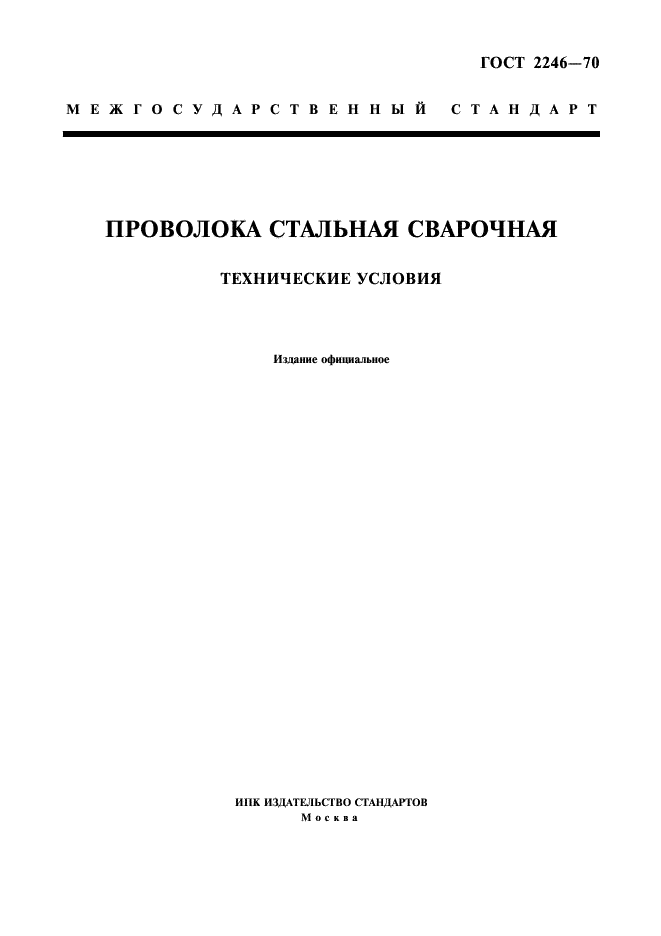 ГОСТ 2246—70
МЕЖГОСУДАРСТВЕННЫЙ СТАНДАРТ
ПРОВОЛОКА СТАЛЬНАЯ СВАРОЧНАЯ
ТЕХНИЧЕСКИЕ УСЛОВИЯ
Издание официальное
ИПК ИЗДАТЕЛЬСТВО СТАНДАРТОВ
Москва